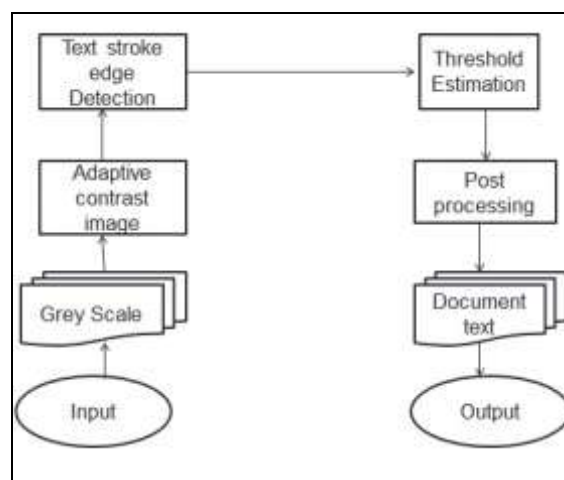 Text stroke
edge
Detection
Threshold
Estimation
Adaptive
contrast
image
Post
processing
Grey Scale
Document
text
Input
Output